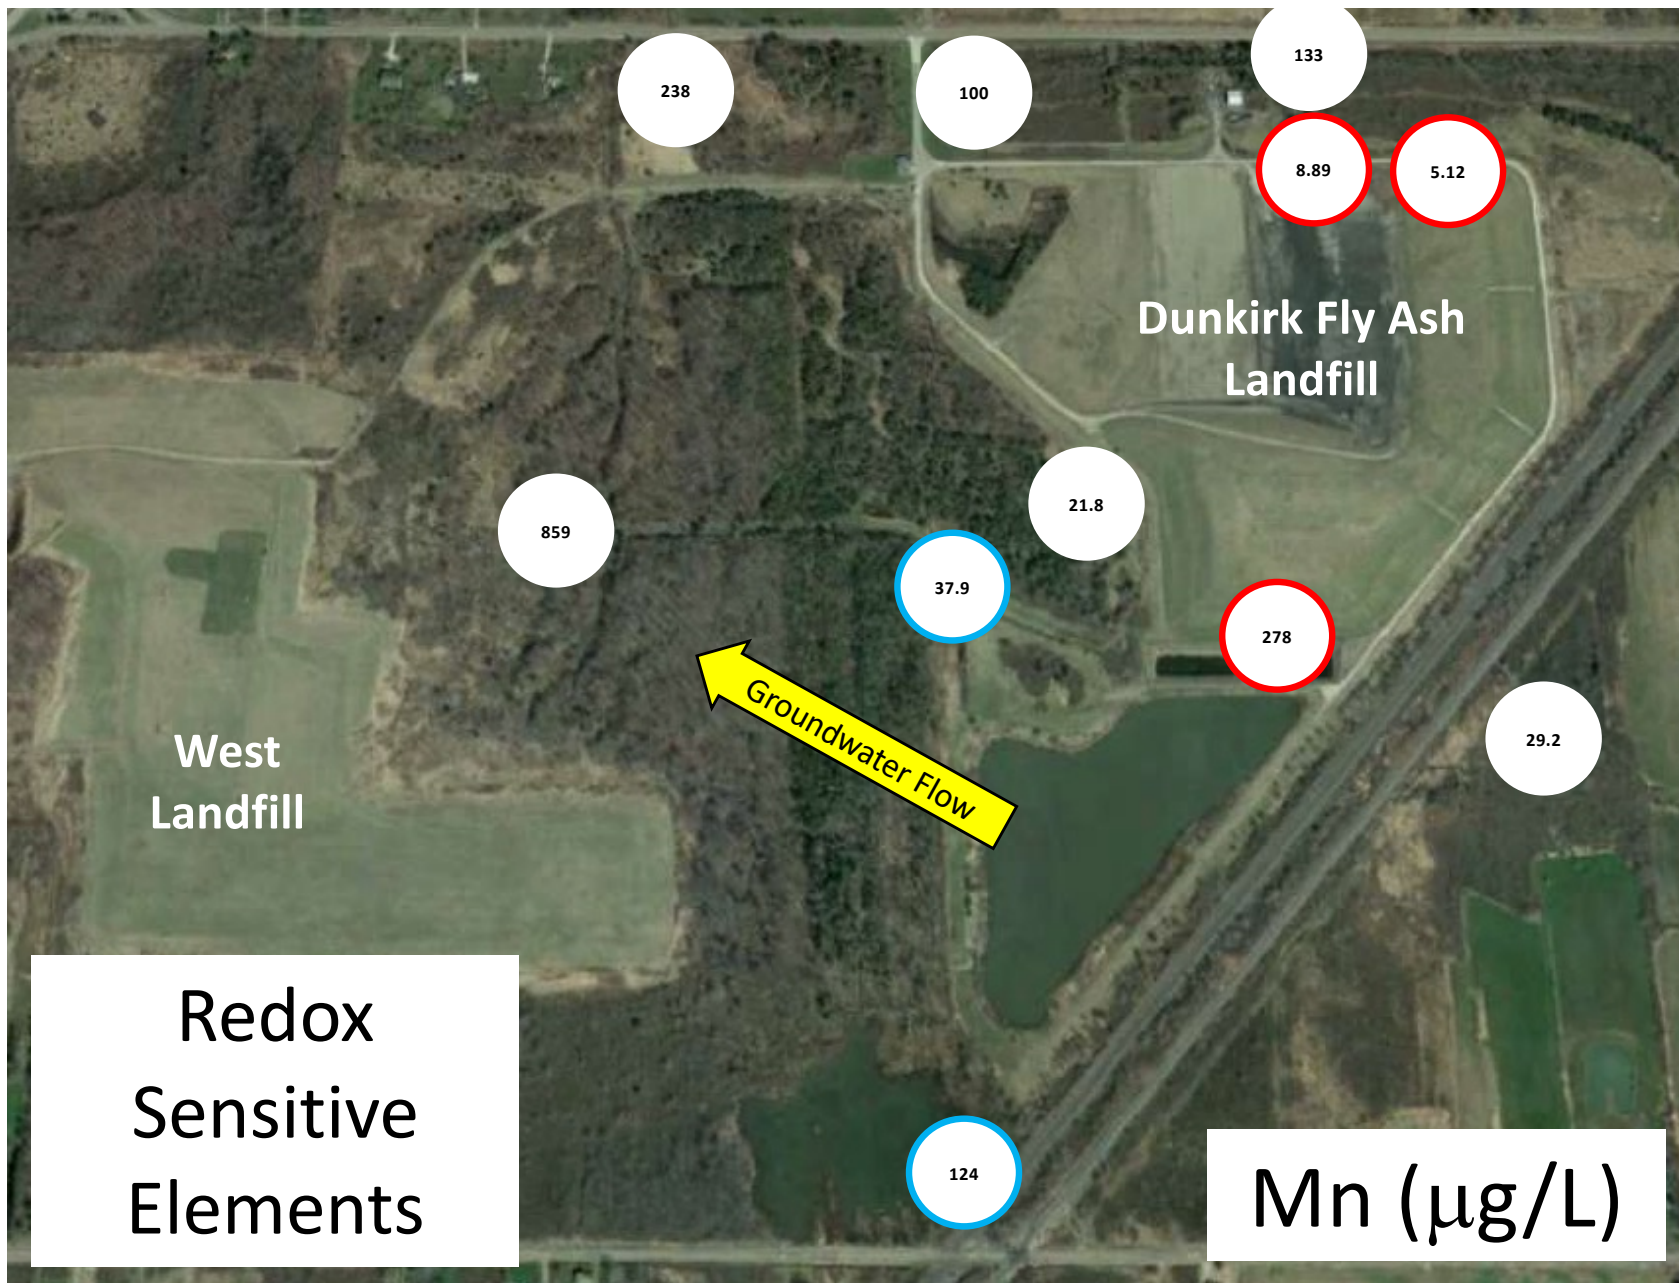 133
238
100
8.89
5.12
Dunkirk Fly Ash
Landfill
21.8
859
37.9
278
Groundwater Flow
29.2
West
Landfill
Redox
Sensitive
Elements
124
Mn (µg/L)